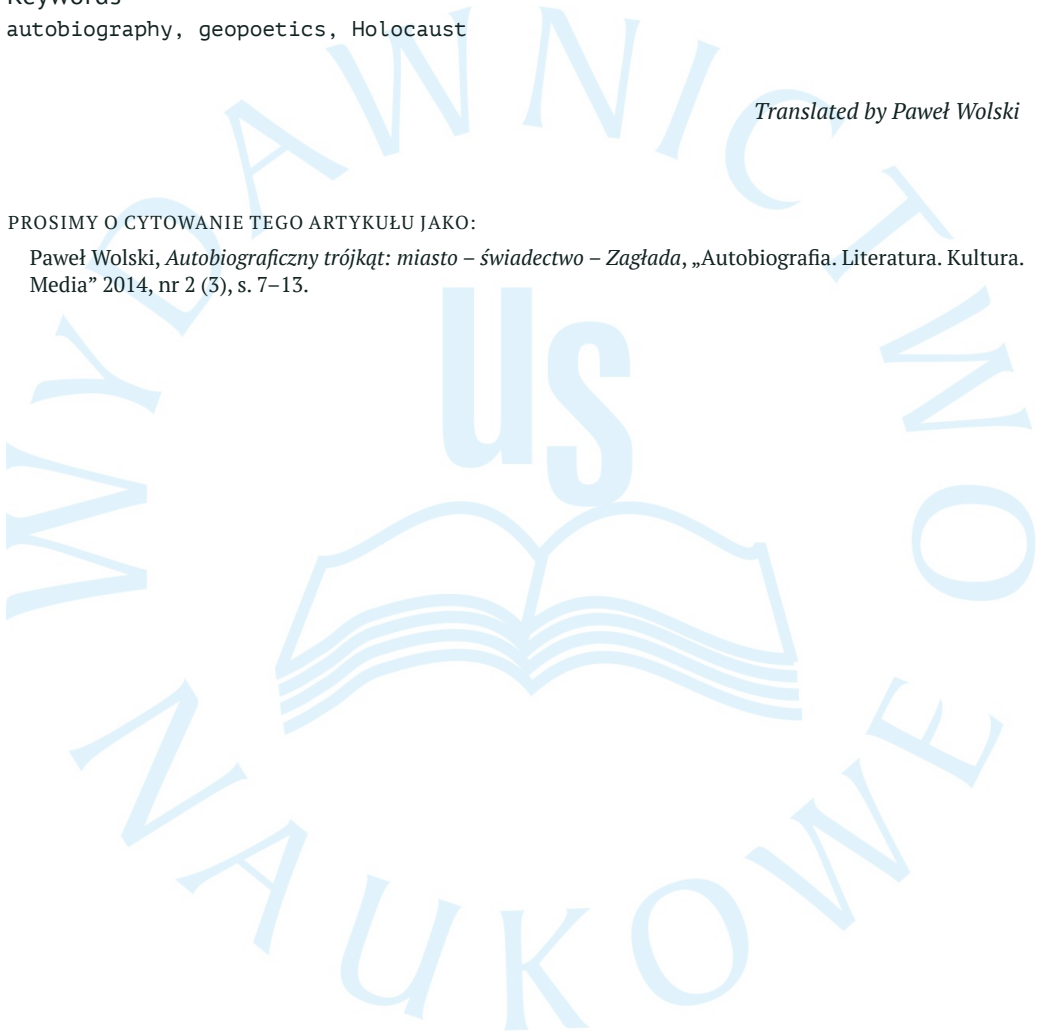 Keywords
autobiography, geopoetics, Holocaust
Translated by Paweł Wolski
PROSIMY O CYTOWANIE TEGO ARTYKUŁU JAKO:
Paweł Wolski, Autobiograficzny trójkąt: miasto – świadectwo – Zagłada, „Autobiografia. Literatura. Kultura.
Media” 2014, nr 2 (3), s. 7–13.
WYDAWNICTWO
US
NAUKOWE